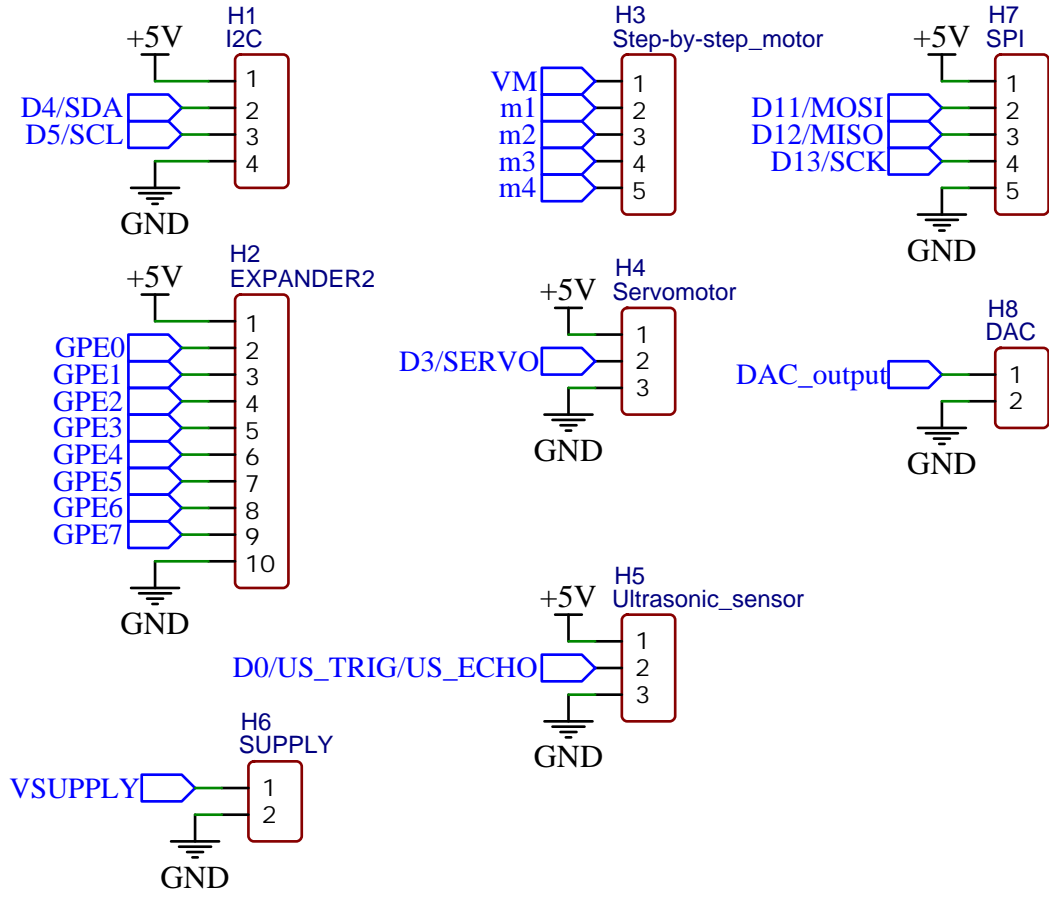 H1
I2C
+5V
1
D4/SDA
2
D5/SCL
3
4
GND
H3
Step-by-step_motor
VM
1
m1
2
m2
3
m3
4
m4
5
H7
SPI
+5V
1
D11/MOSI
2
D12/MISO
3
D13/SCK
4
5
GND
H2
EXPANDER2
+5V
1
GPE0
2
GPE1
3
GPE2
4
GPE3
5
GPE4
6
GPE5
7
GPE6
8
GPE7
9
10
GND
H4
Servomotor
+5V
1
D3/SERVO
2
3
GND
H8
DAC
DAC_output
1
2
GND
H5
Ultrasonic_sensor
+5V
1
D0/US_TRIG/US_ECHO
2
3
GND
H6
SUPPLY
VSUPPLY
1
2
GND